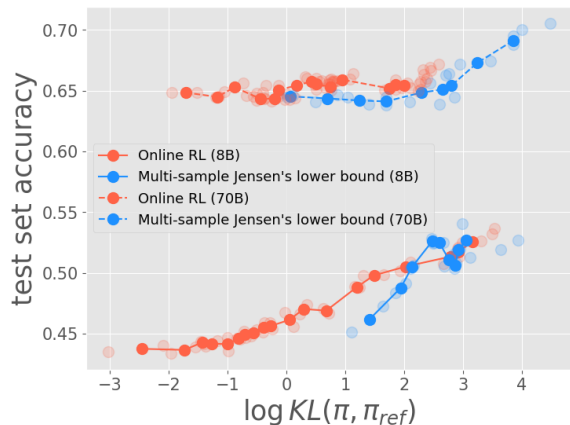 0.70
0.65
0.60
0.55
0.50
0.45
test set accuracy
Online RL (8B)
Multi-sample Jensen's lower bound (8B)
Online RL (70B)
Multi-sample Jensen's lower bound (70B)
−3 −2 −1 0 1 2 3 4
log KL(π, π_ref)